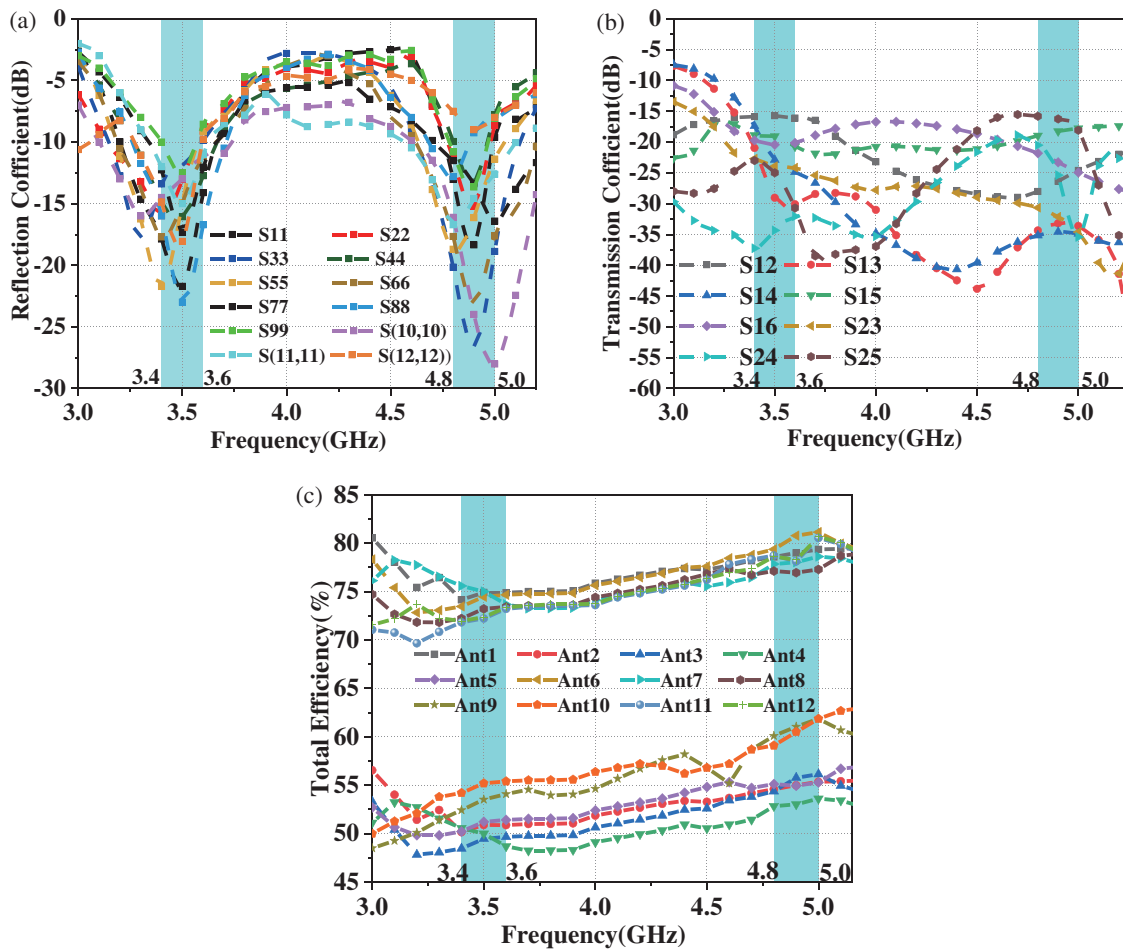 (a)
0
-5
-10
-15
-20
-25
-30
Reflection Cofficient(dB)
S11 S22
S33 S44
S55 S66
S77 S88
S99 S(10,10)
S(11,11) S(12,12))
3.4 3.6 4.8 5.0
3.0 3.5 4.0 4.5 5.0
Frequency(GHz)
(b)
0
-5
-10
-15
-20
-25
-30
-35
-40
-45
-50
-55
-60
Transmission Cofficient(dB)
S12 S13
S14 S15
S16 S23
S24 S25
3.4 3.6 4.8 5.0
3.0 3.5 4.0 4.5 5.0
Frequency(GHz)
(c)
85
80
75
70
65
60
55
50
45
Total Efficiency(%)
Ant1 Ant2 Ant3 Ant4
Ant5 Ant6 Ant7 Ant8
Ant9 Ant10 Ant11 Ant12
3.4 3.6 4.8 5.0
3.0 3.5 4.0 4.5 5.0
Frequency(GHz)